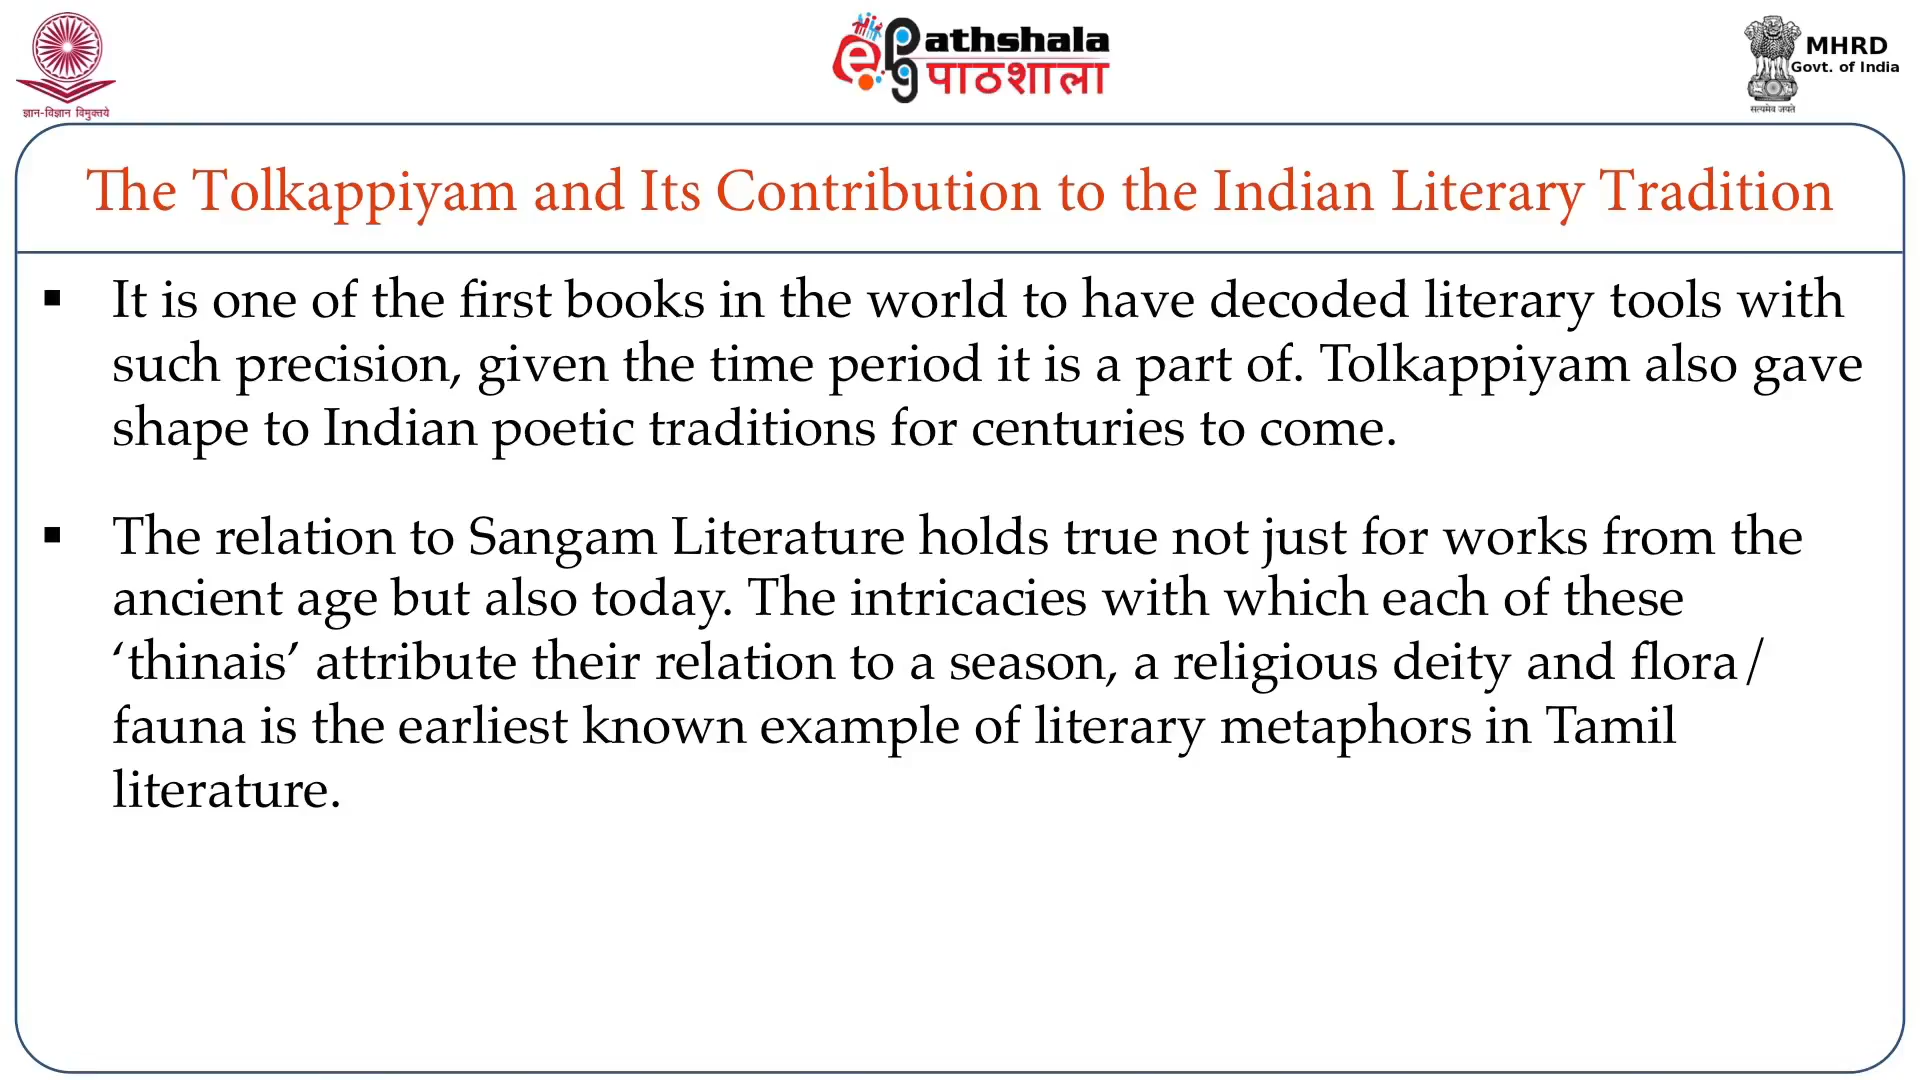 ज्ञान-विज्ञान विमुक्तये
e
pg
athshala
पाठशाला
MHRD
Govt. of India
सत्यमेव जयते
The Tolkappiyam and Its Contribution to the Indian Literary Tradition
▪ It is one of the first books in the world to have decoded literary tools with
such precision, given the time period it is a part of. Tolkappiyam also gave
shape to Indian poetic traditions for centuries to come.
▪ The relation to Sangam Literature holds true not just for works from the
ancient age but also today. The intricacies with which each of these
‘thinais’ attribute their relation to a season, a religious deity and flora/
fauna is the earliest known example of literary metaphors in Tamil
literature.